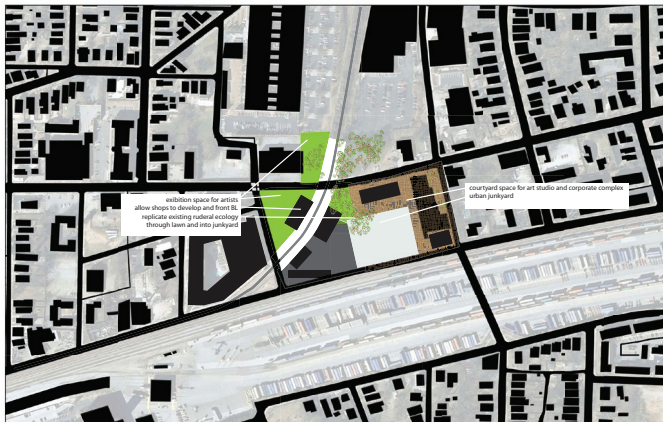 exibition space for artists
allow shops to develop and front BL
replicate existing ruderal ecology
through lawn and into junkyard
courtyard space for art studio and corporate complex
urban junkyard